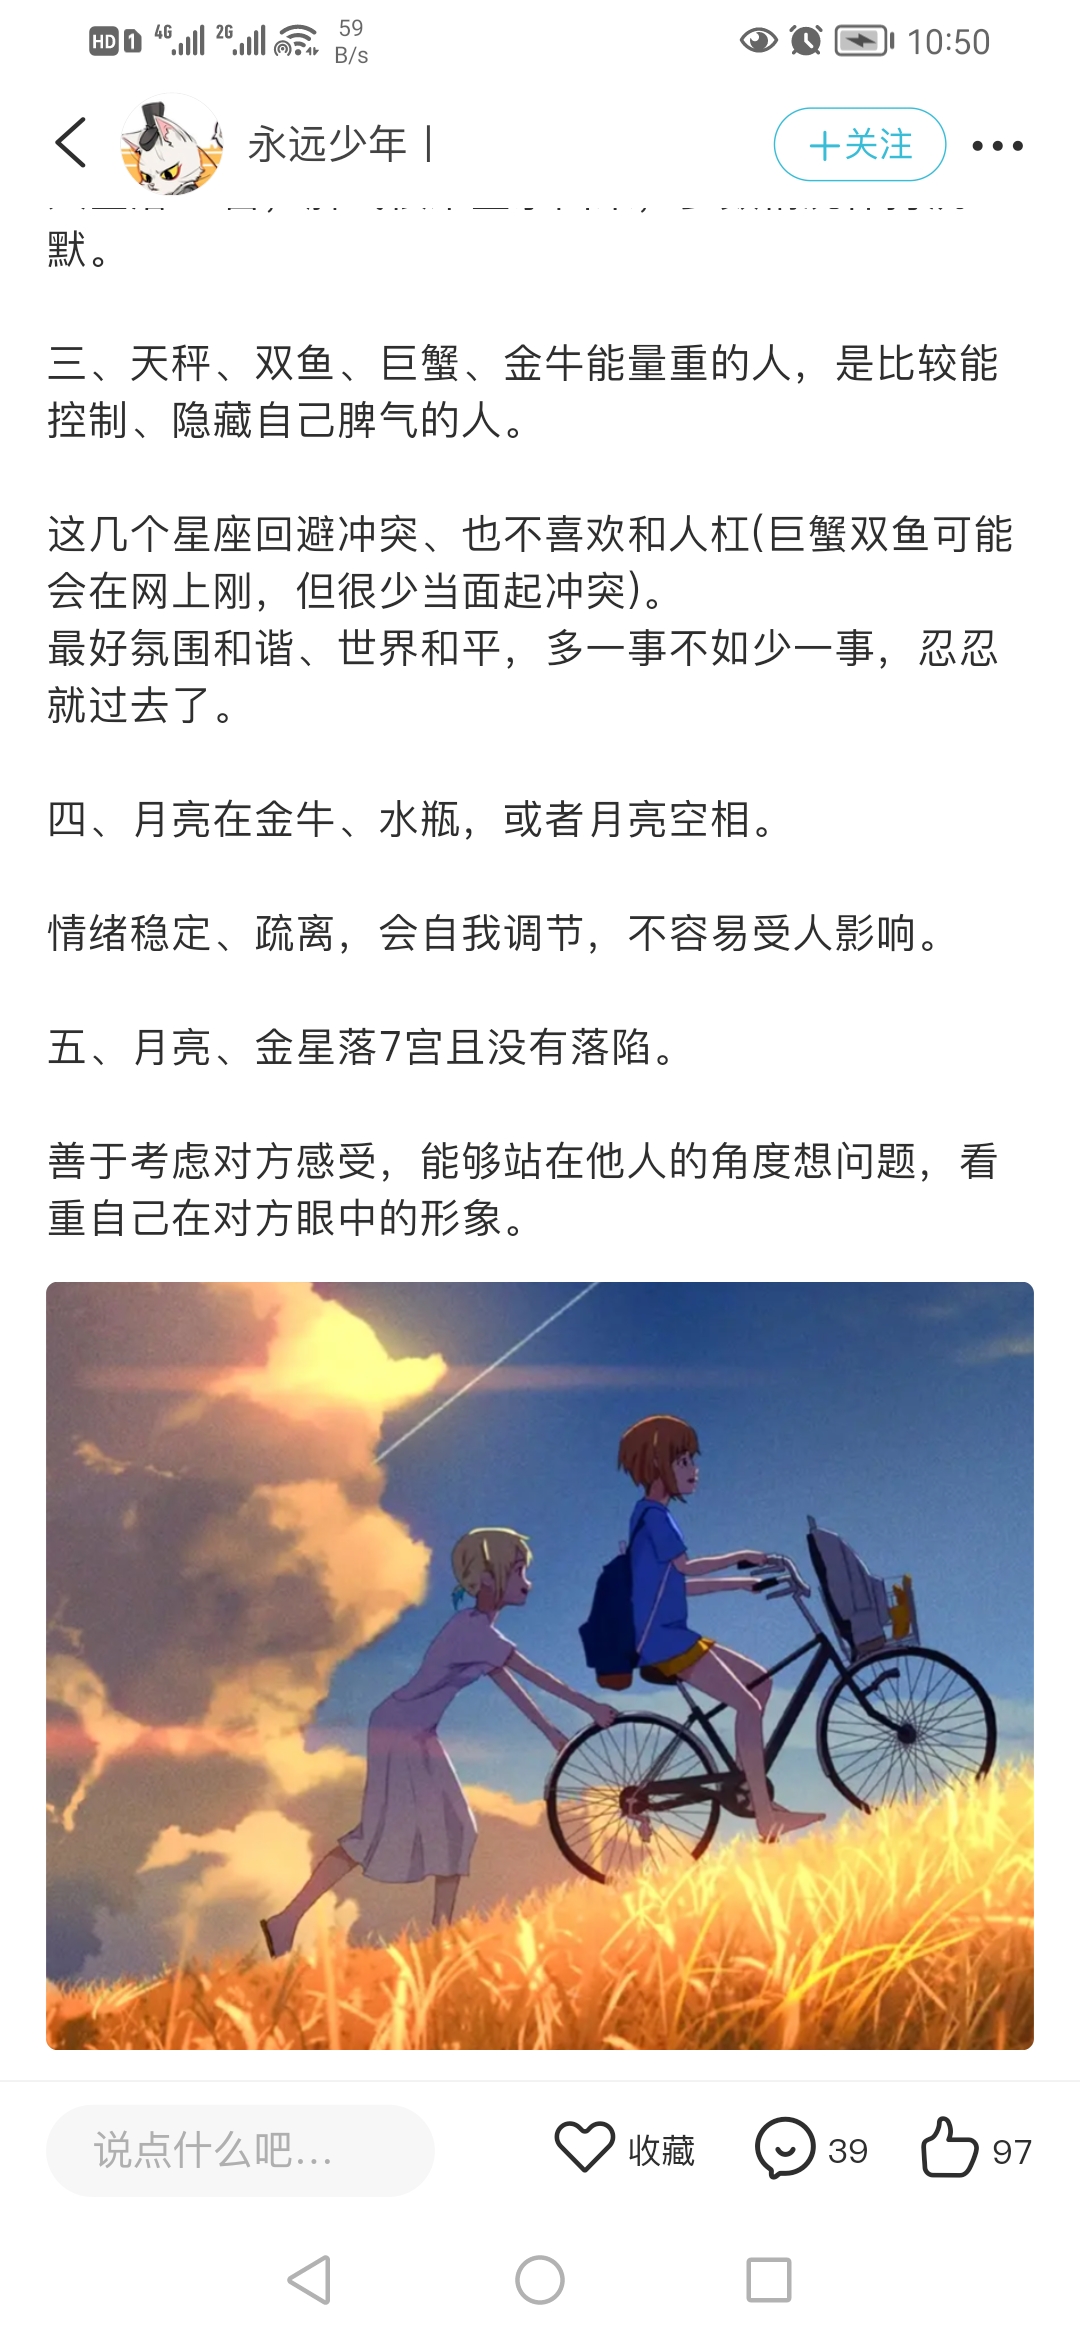 HD 1 4G 2G 59 B/s 10:50
永远少年丨
+关注
默。
三、天秤、双鱼、巨蟹、金牛能量重的人，是比较能
控制、隐藏自己脾气的人。
这几个星座回避冲突、也不喜欢和人杠(巨蟹双鱼可能
会在网上刚，但很少当面起冲突)。
最好氛围和谐、世界和平，多一事不如少一事，忍忍
就过去了。
四、月亮在金牛、水瓶，或者月亮空相。
情绪稳定、疏离，会自我调节，不容易受人影响。
五、月亮、金星落7宫且没有落陷。
善于考虑对方感受，能够站在他人的角度想问题，看
重自己在对方眼中的形象。
说点什么吧...
收藏
39
97